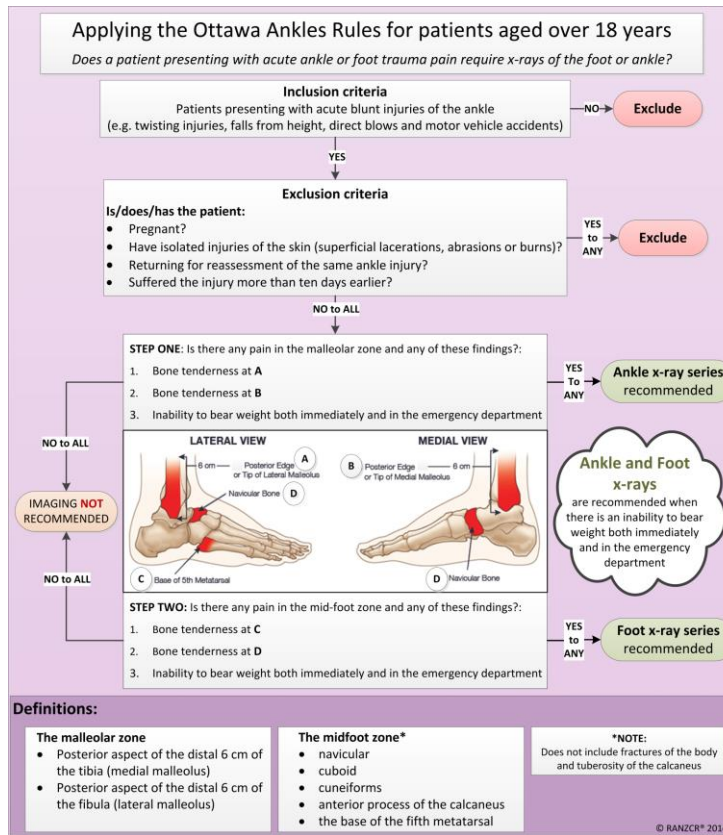 Applying the Ottawa Ankles Rules for patients aged over 18 years
Does a patient presenting with acute ankle or foot trauma pain require x-rays of the foot or ankle?
Inclusion criteria
Patients presenting with acute blunt injuries of the ankle
(e.g. twisting injuries, falls from height, direct blows and motor vehicle accidents)
NO
Exclude
YES
Exclusion criteria
Is/does/has the patient:
• Pregnant?
• Have isolated injuries of the skin (superficial lacerations, abrasions or burns)?
• Returning for reassessment of the same ankle injury?
• Suffered the injury more than ten days earlier?
YES
to
ANY
Exclude
NO to ALL
STEP ONE: Is there any pain in the malleolar zone and any of these findings?:
1. Bone tenderness at A
2. Bone tenderness at B
3. Inability to bear weight both immediately and in the emergency department
YES
To
ANY
Ankle x-ray series
recommended
NO to ALL
IMAGING NOT
RECOMMENDED
NO to ALL
LATERAL VIEW
6 cm
A
Posterior Edge
or Tip of Lateral Malleolus
Navicular Bone
D
C
Base of 5th Metatarsal
MEDIAL VIEW
B
Posterior Edge
or Tip of Medial Malleolus
6 cm
D
Navicular Bone
Ankle and Foot
x-rays
are recommended when
there is an inability to bear
weight both immediately
and in the emergency
department
STEP TWO: Is there any pain in the mid-foot zone and any of these findings?:
1. Bone tenderness at C
2. Bone tenderness at D
3. Inability to bear weight both immediately and in the emergency department
YES
to
ANY
Foot x-ray series
recommended
Definitions:
The malleolar zone
• Posterior aspect of the distal 6 cm of
the tibia (medial malleolus)
• Posterior aspect of the distal 6 cm of
the fibula (lateral malleolus)
The midfoot zone*
• navicular
• cuboid
• cuneiforms
• anterior process of the calcaneus
• the base of the fifth metatarsal
*NOTE:
Does not include fractures of the body
and tuberosity of the calcaneus
© RANZCR® 201